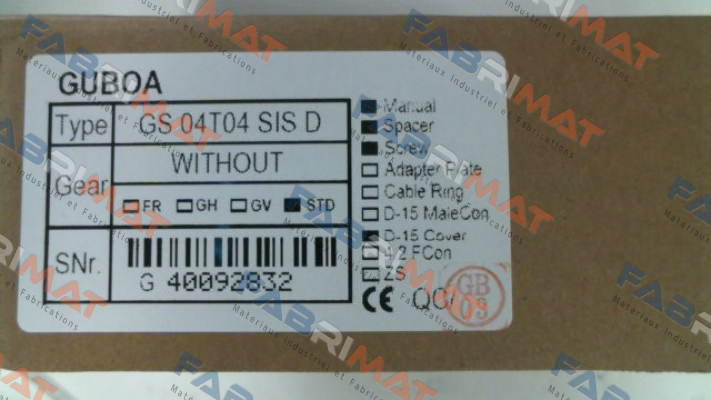 GUBOA
Type GS 04T04 SIS D
Gear WITHOUT
FR GH GV STD
SNr. G 40092832
Manual
Spacer
Screw
Adapter Plate
Cable Ring
D-15 MaleCon
D-15 Cover
4/2 FCon
ZS
CE QC
GB
03
FABRIMAT
Materiaux Industriel et Fabrications